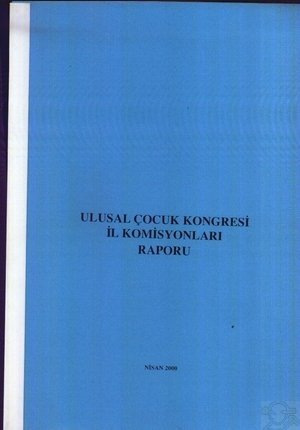 ULUSAL ÇOCUK KONGRESİ
İL KOMİSYONLARI
RAPORU
NİSAN 2000